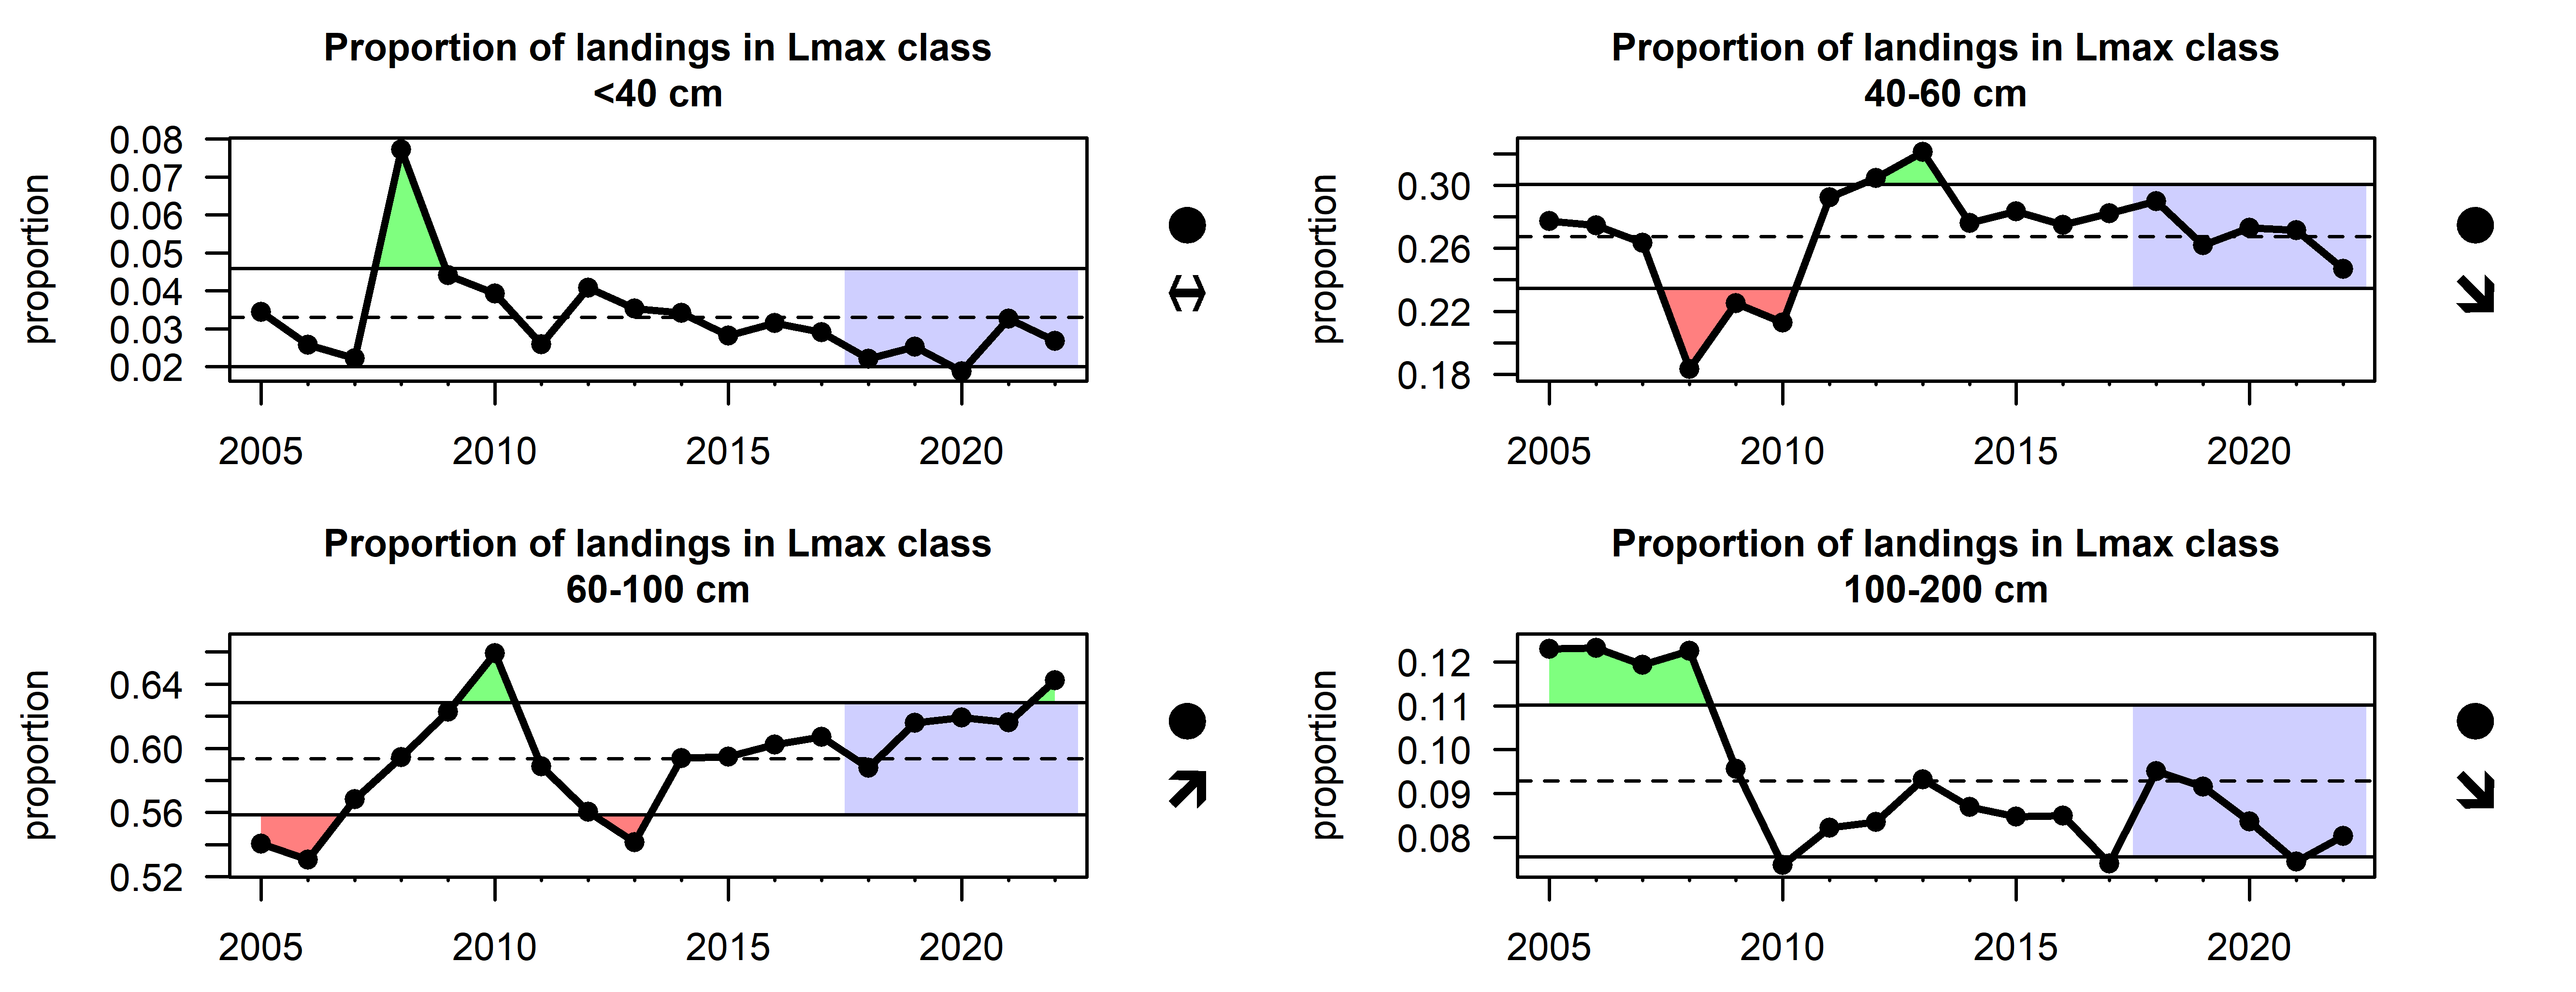 Proportion of landings in Lmax class
<40 cm
proportion
0.08
0.07
0.06
0.05
0.04
0.03
0.02
2005 2010 2015 2020
Proportion of landings in Lmax class
40-60 cm
proportion
0.30
0.26
0.22
0.18
2005 2010 2015 2020
Proportion of landings in Lmax class
60-100 cm
proportion
0.64
0.60
0.56
0.52
2005 2010 2015 2020
Proportion of landings in Lmax class
100-200 cm
proportion
0.12
0.11
0.10
0.09
0.08
2005 2010 2015 2020